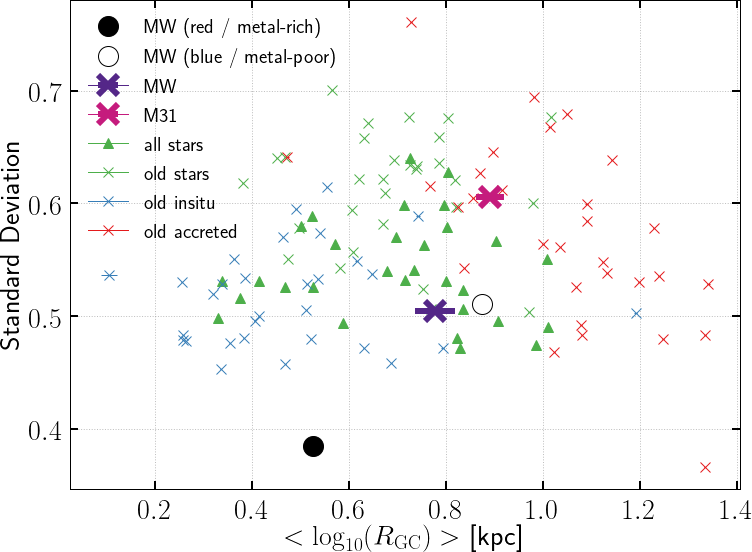 MW (red / metal-rich)
MW (blue / metal-poor)
MW
M31
all stars
old stars
old insitu
old accreted
Standard Deviation
0.7
0.6
0.5
0.4
0.2 0.4 0.6 0.8 1.0 1.2 1.4
< log₁₀(R_GC) > [kpc]